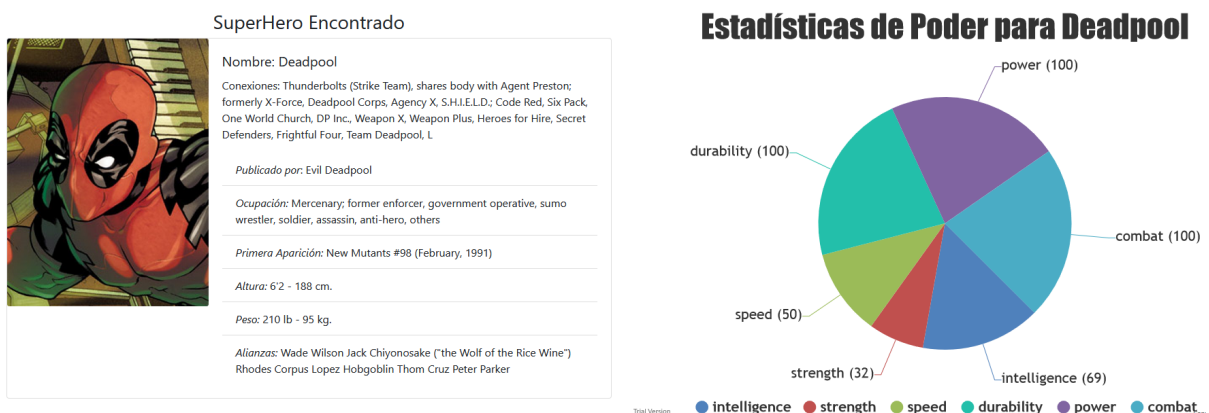 SuperHero Encontrado
Nombre: Deadpool
Conexiones: Thunderbolts (Strike Team), shares body with Agent Preston;
formerly X-Force, Deadpool Corps, Agency X, S.H.I.E.L.D.; Code Red, Six Pack,
One World Church, DP Inc., Weapon X, Weapon Plus, Heroes for Hire, Secret
Defenders, Frightful Four, Team Deadpool, L
Publicado por: Evil Deadpool
Ocupación: Mercenary; former enforcer, government operative, sumo
wrestler, soldier, assassin, anti-hero, others
Primera Aparición: New Mutants #98 (February, 1991)
Altura: 6'2 - 188 cm.
Peso: 210 lb - 95 kg.
Alianzas: Wade Wilson Jack Chiyonosake ("the Wolf of the Rice Wine")
Rhodes Corpus Lopez Hobgoblin Thom Cruz Peter Parker
Estadísticas de Poder para Deadpool
power (100)
durability (100)
combat (100)
speed (50)
strength (32)
intelligence (69)
intelligence strength speed durability power combat
Trial Version